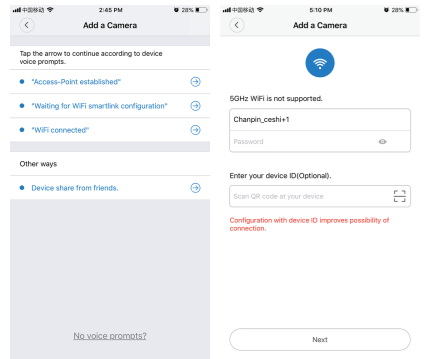 中国移动
2:45 PM
28%
Add a Camera
Tap the arrow to continue according to device
voice prompts.
"Access-Point established"
"Waiting for WiFi smartlink configuration"
"WiFi connected"
Other ways
Device share from friends.
No voice prompts?
中国移动
5:10 PM
28%
Add a Camera
5GHz WiFi is not supported.
Chanpin_ceshi+1
Password
Enter your device ID(Optional).
Scan QR code at your device
Configuration with device ID improves possibility of
connection.
Next